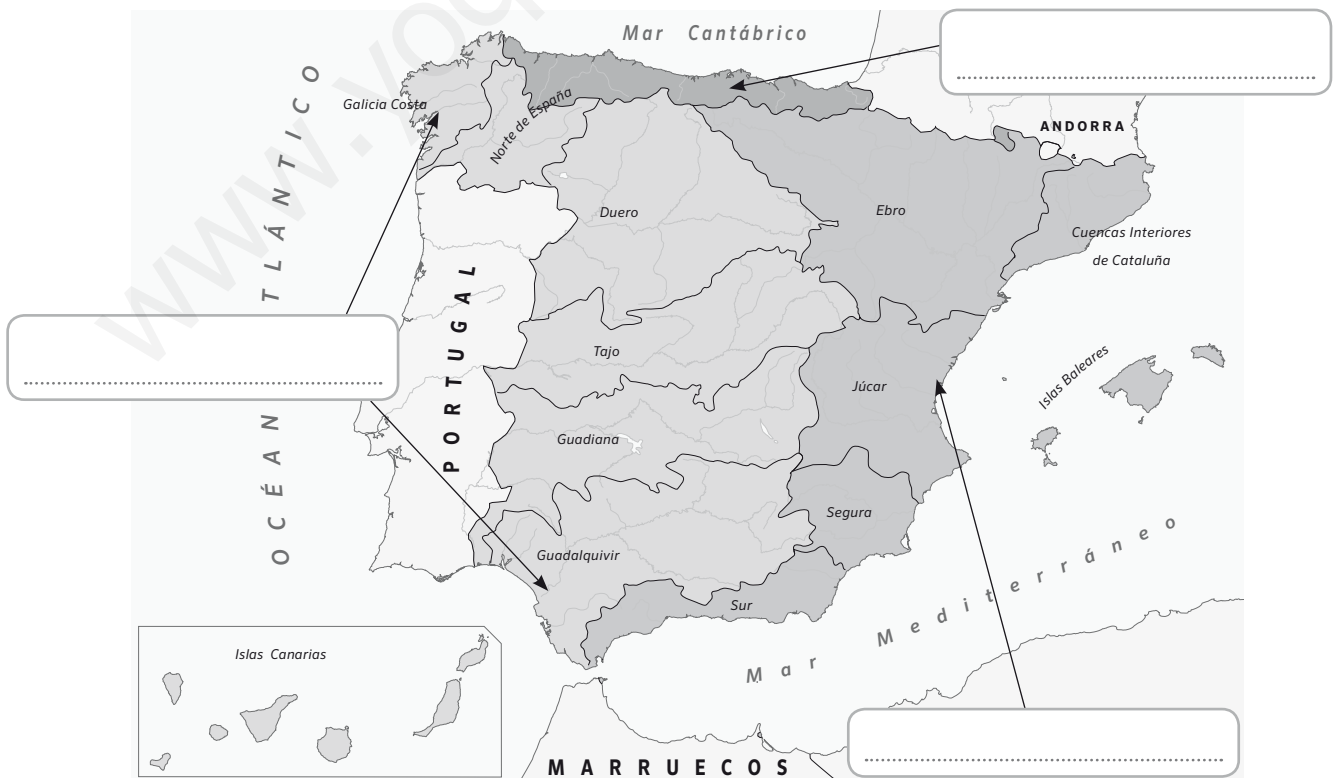 Mar Cantábrico
Galicia Costa
Norte de España
ANDORRA
OCÉANO ATLÁNTICO
Duero
Ebro
Cuencas Interiores
de Cataluña
PORTUGAL
Tajo
Júcar
Islas Baleares
Guadiana
Segura
Guadalquivir
Sur
Mar Mediterráneo
Islas Canarias
MARRUECOS